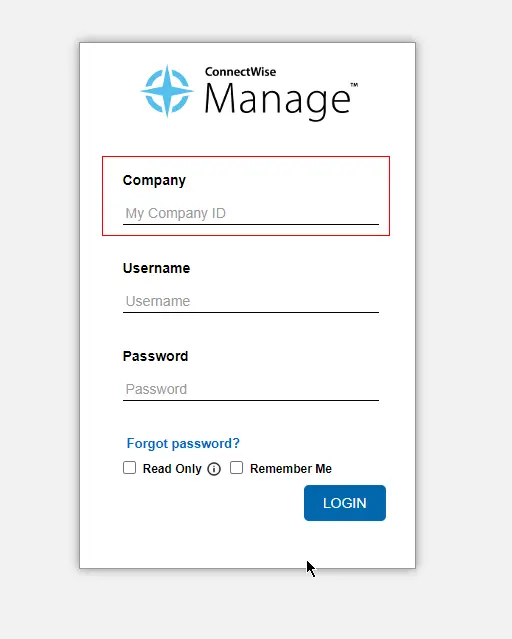 ConnectWise
Manage™
Company
My Company ID
Username
Username
Password
Password
Forgot password?
Read Only Remember Me
LOGIN